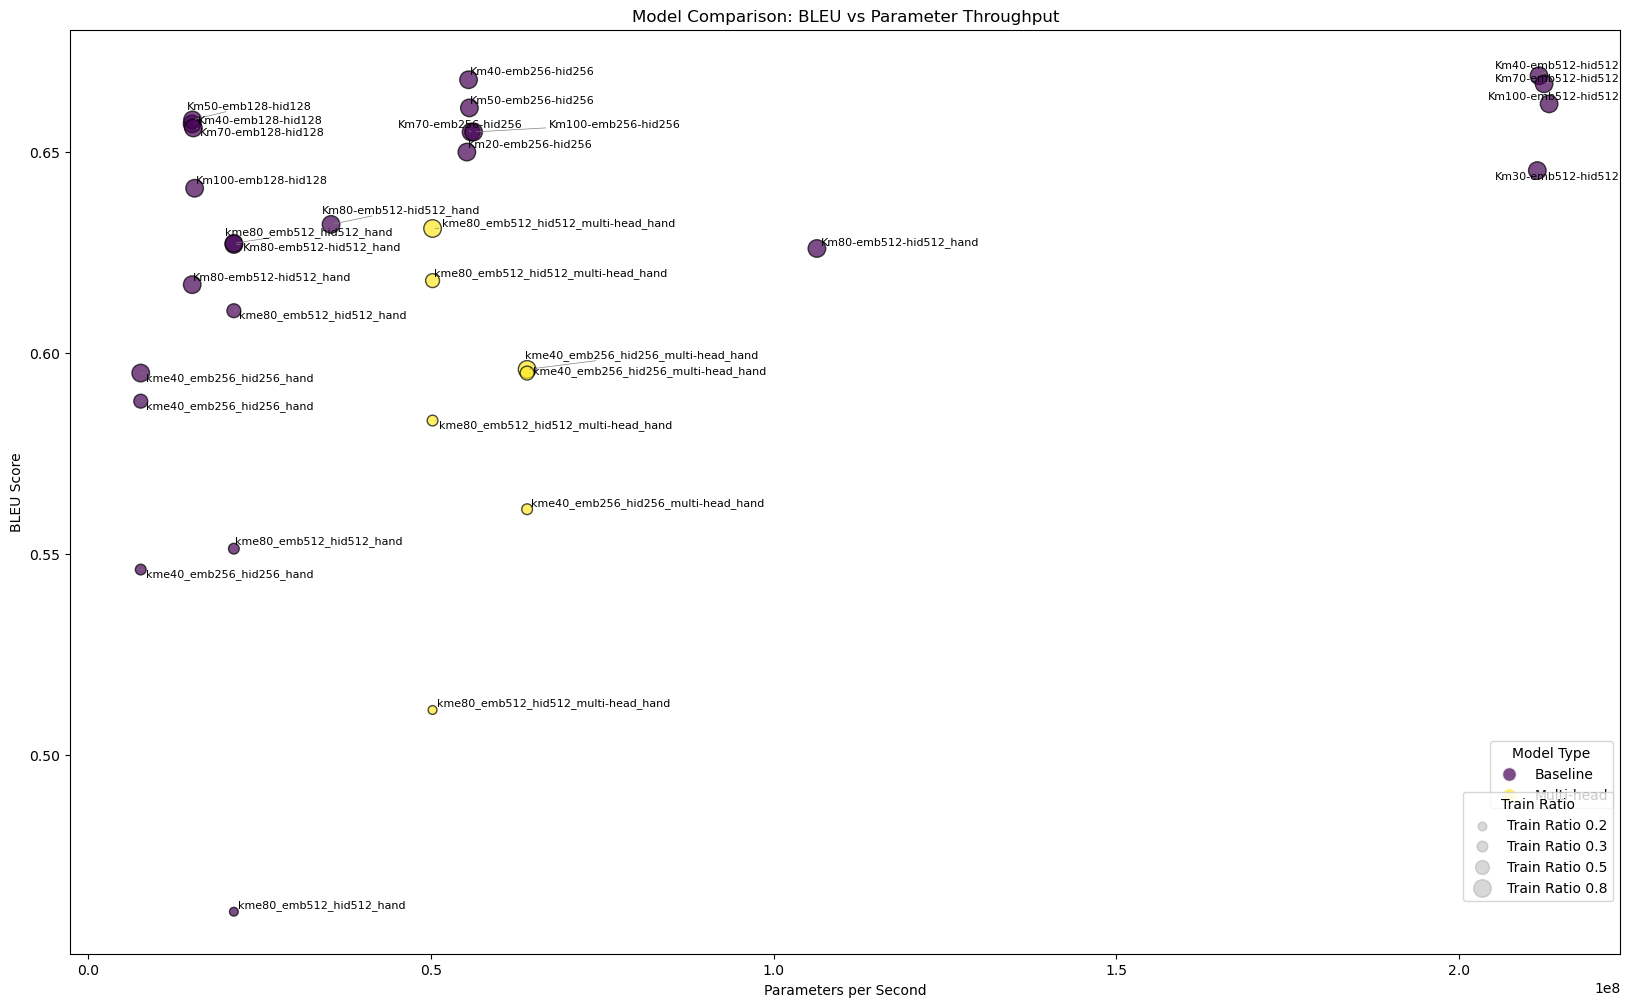 Model Comparison: BLEU vs Parameter Throughput
Km40-emb512-hid512
Km40-emb256-hid256
Km70-emb512-hid512
Km100-emb512-hid512
Km50-emb256-hid256
Km50-emb128-hid128
Km40-emb128-hid128
Km70-emb256-hid256
Km100-emb256-hid256
Km70-emb128-hid128
Km20-emb256-hid256
0.65
Km30-emb512-hid512
Km100-emb128-hid128
Km80-emb512-hid512_hand
kme80_emb512_hid512_multi-head_hand
kme80_emb512_hid512_hand
Km80-emb512-hid512_hand
Km80-emb512-hid512_hand
kme80_emb512_hid512_multi-head_hand
Km80-emb512-hid512_hand
kme80_emb512_hid512_hand
0.60
kme40_emb256_hid256_multi-head_hand
kme40_emb256_hid256_multi-head_hand
kme40_emb256_hid256_hand
kme40_emb256_hid256_hand
kme80_emb512_hid512_multi-head_hand
kme40_emb256_hid256_multi-head_hand
BLEU Score
0.55
kme80_emb512_hid512_hand
kme40_emb256_hid256_hand
kme80_emb512_hid512_multi-head_hand
0.50
Model Type
Baseline
Multi-head
Train Ratio
Train Ratio 0.2
Train Ratio 0.3
Train Ratio 0.5
Train Ratio 0.8
kme80_emb512_hid512_hand
0.0
0.5
1.0
1.5
2.0
1e8
Parameters per Second